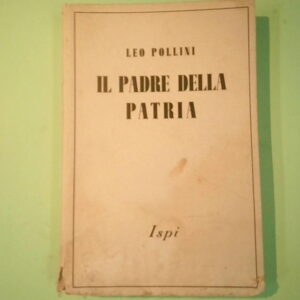 LEO POLLINI
IL PADRE DELLA
PATRIA
Ispi